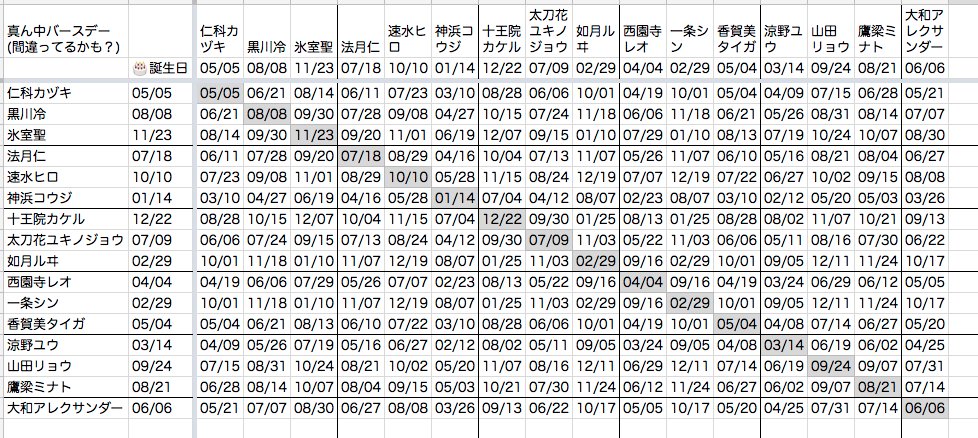 真ん中バースデー
(間違ってるかも？)
仁科カヅキ 黒川冷 氷室聖 法月仁 速水ヒロ 神浜コウジ 十王院カケル 太刀花ユキノジョウ 如月ルヰ 西園寺レオ 一条シン 香賀美タイガ 涼野ユウ 山田リョウ 鷹梁ミナト 大和アレクサンダー
🎂誕生日 05/05 08/08 11/23 07/18 10/10 01/14 12/22 07/09 02/29 04/04 02/29 05/04 03/14 09/24 08/21 06/06
仁科カヅキ 05/05 05/05 06/21 08/14 06/11 07/23 03/10 08/28 06/06 10/01 04/19 10/01 05/04 04/09 07/15 06/28 05/21
黒川冷 08/08 06/21 08/08 09/30 07/28 09/08 04/27 10/15 07/24 11/18 06/06 11/18 06/21 05/26 08/31 08/14 07/07
氷室聖 11/23 08/14 09/30 11/23 09/20 11/01 06/19 12/07 09/15 01/10 07/29 01/10 08/13 07/19 10/24 10/07 08/30
法月仁 07/18 06/11 07/28 09/20 07/18 08/29 04/16 10/04 07/13 11/07 05/26 11/07 06/10 05/16 08/21 08/04 06/27
速水ヒロ 10/10 07/23 09/08 11/01 08/29 10/10 05/28 11/15 08/24 12/19 07/07 12/19 07/22 06/27 10/02 09/15 08/08
神浜コウジ 01/14 03/10 04/27 06/19 04/16 05/28 01/14 07/04 04/12 08/07 02/23 08/07 03/10 02/12 05/20 05/03 03/26
十王院カケル 12/22 08/28 10/15 12/07 10/04 11/15 07/04 12/22 09/30 01/25 08/13 01/25 08/28 08/02 11/07 10/21 09/13
太刀花ユキノジョウ 07/09 06/06 07/24 09/15 07/13 08/24 04/12 09/30 07/09 11/03 05/22 11/03 06/06 05/11 08/16 07/30 06/22
如月ルヰ 02/29 10/01 11/18 01/10 11/07 12/19 08/07 01/25 11/03 02/29 09/16 02/29 10/01 09/05 12/11 11/24 10/17
西園寺レオ 04/04 04/19 06/06 07/29 05/26 07/07 02/23 08/13 05/22 09/16 04/04 09/16 04/19 03/24 06/29 06/12 05/05
一条シン 02/29 10/01 11/18 01/10 11/07 12/19 08/07 01/25 11/03 02/29 09/16 02/29 10/01 09/05 12/11 11/24 10/17
香賀美タイガ 05/04 05/04 06/21 08/13 06/10 07/22 03/10 08/28 06/06 10/01 04/19 10/01 05/04 04/08 07/14 06/27 05/20
涼野ユウ 03/14 04/09 05/26 07/19 05/16 06/27 02/12 08/02 05/11 09/05 03/24 09/05 04/08 03/14 06/19 06/02 04/25
山田リョウ 09/24 07/15 08/31 10/24 08/21 10/02 05/20 11/07 08/16 12/11 06/29 12/11 07/14 06/19 09/24 09/07 07/31
鷹梁ミナト 08/21 06/28 08/14 10/07 08/04 09/15 05/03 10/21 07/30 11/24 06/12 11/24 06/27 06/02 09/07 08/21 07/14
大和アレクサンダー 06/06 05/21 07/07 08/30 06/27 08/08 03/26 09/13 06/22 10/17 05/05 10/17 05/20 04/25 07/31 07/14 06/06